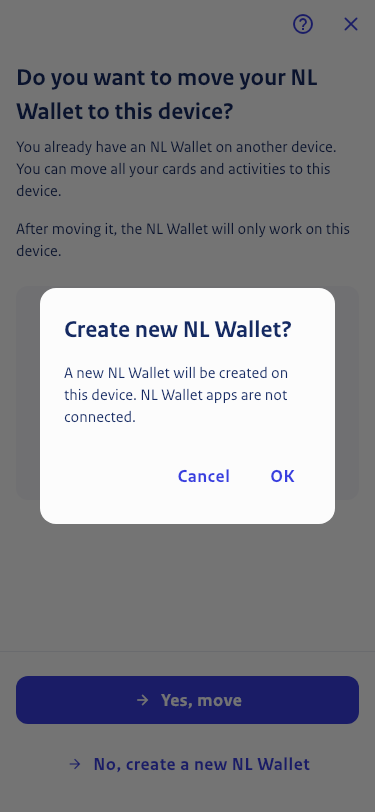 Do you want to move your NL
Wallet to this device?
You already have an NL Wallet on another device.
You can move all your cards and activities to this
device.
After moving it, the NL Wallet will only work on this
device.
Create new NL Wallet?
A new NL Wallet will be created on
this device. NL Wallet apps are not
connected.
Cancel OK
Yes, move
No, create a new NL Wallet